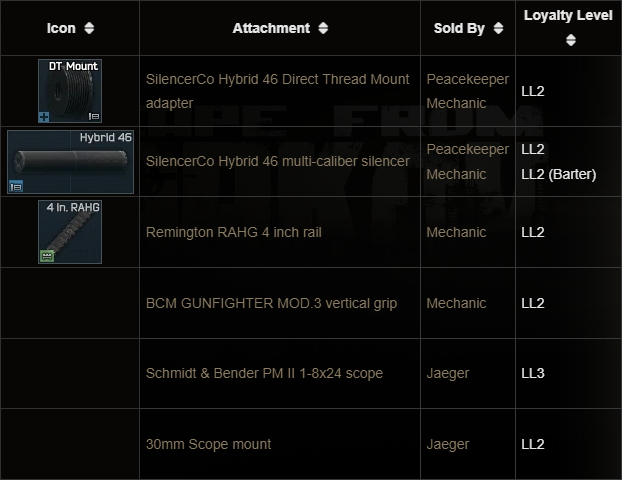 Icon Attachment Sold By Loyalty Level
DT Mount
SilencerCo Hybrid 46 Direct Thread Mount
adapter
Peacekeeper
Mechanic
LL2
Hybrid 46
SilencerCo Hybrid 46 multi-caliber silencer
Peacekeeper
Mechanic
LL2
LL2 (Barter)
4 in. RAHG
Remington RAHG 4 inch rail
Mechanic
LL2
BCM GUNFIGHTER MOD.3 vertical grip
Mechanic
LL2
Schmidt & Bender PM II 1-8x24 scope
Jaeger
LL3
30mm Scope mount
Jaeger
LL2